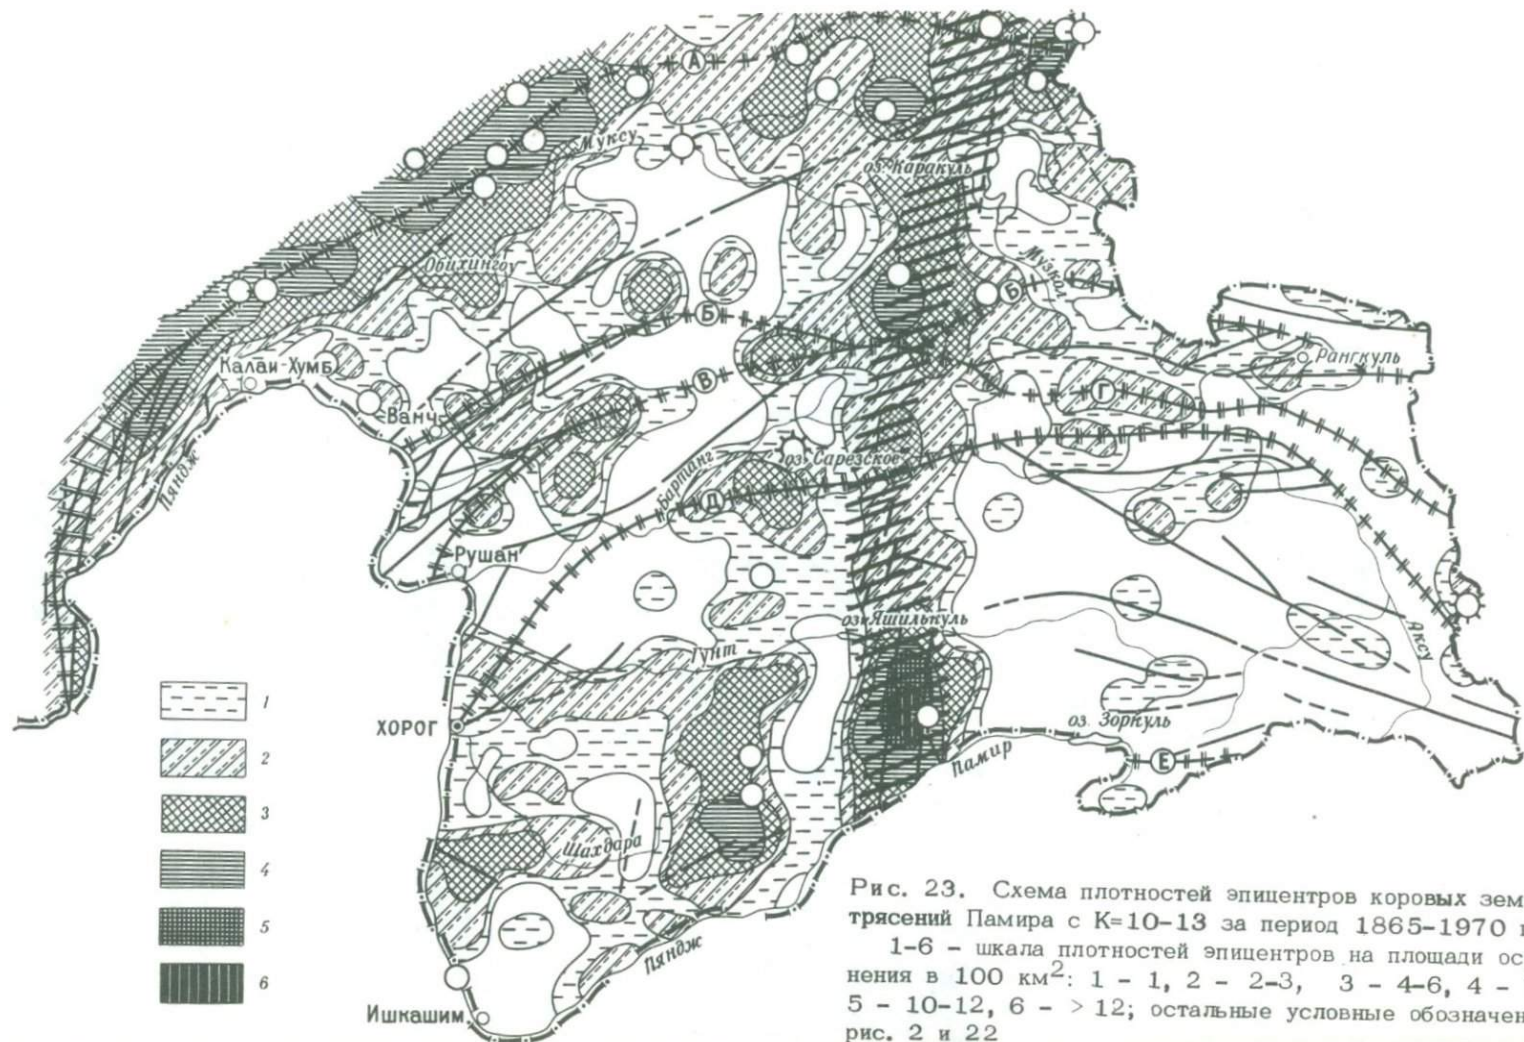 А
Муксу
оз. Каракуль
Обихингоу
Музкол
Б
Б
Калаи-Хумб
Рангкуль
В
Г
Ванч
Бартанг
оз. Сарезское
Пяндж
Д
Рушан
оз. Яшилькуль
Гунт
Аксу
1
ХОРОГ
оз. Зоркуль
2
Памир
Е
3
Шахдара
4
5
Пяндж
6
Ишкашим
Рис. 23. Схема плотностей эпицентров коровых зем
трясений Памира с К=10-13 за период 1865-1970 г
1-6 - шкала плотностей эпицентров на площади ос
нения в 100 км²: 1 - 1, 2 - 2-3, 3 - 4-6, 4 -
5 - 10-12, 6 - > 12; остальные условные обозначен
рис. 2 и 22